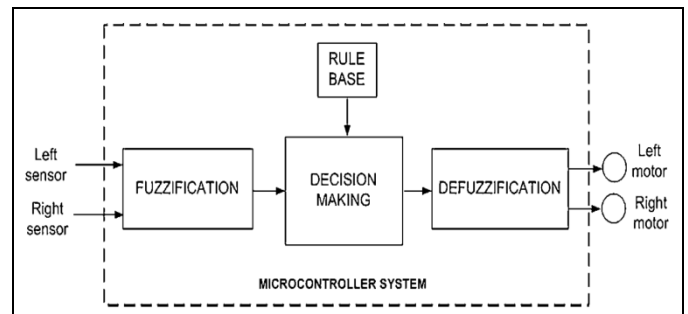 RULE
BASE
Left
sensor
Right
sensor
FUZZIFICATION
DECISION
MAKING
DEFUZZIFICATION
Left
motor
Right
motor
MICROCONTROLLER SYSTEM